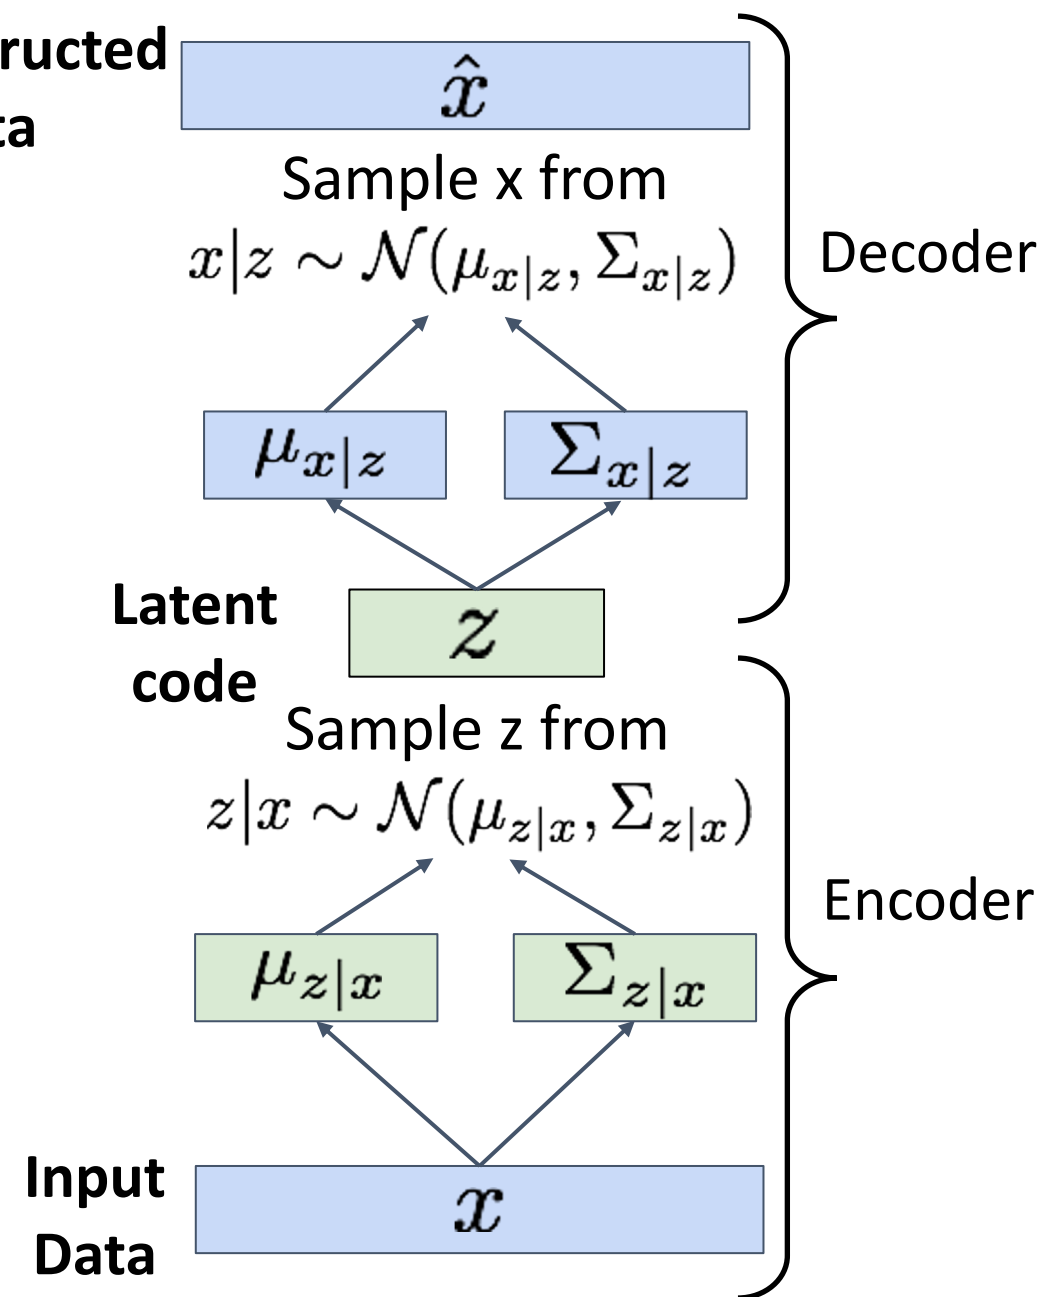 ructed
ta
x̂
Sample x from
x|z ∼ 𝒩(μ_{x|z}, Σ_{x|z})
Decoder
μ_{x|z} Σ_{x|z}
Latent
code
z
Sample z from
z|x ∼ 𝒩(μ_{z|x}, Σ_{z|x})
Encoder
μ_{z|x} Σ_{z|x}
Input
Data
x